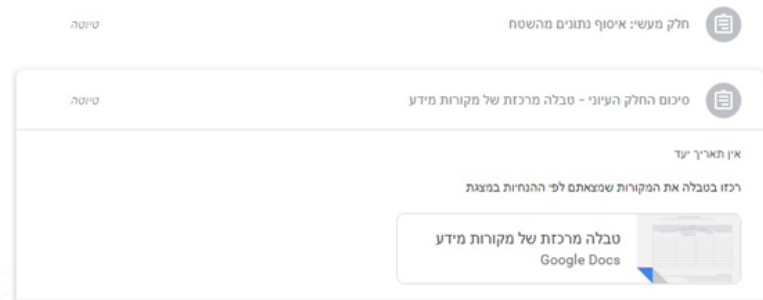 חלק מעשי: איסוף נתונים מהשטח
טיוטה
סיכום החלק העיוני - טבלה מרכזת של מקורות מידע
טיוטה
אין תאריך יעד
רכזו בטבלה את המקורות שמצאתם לפי ההנחיות במצגת
טבלה מרכזת של מקורות מידע
Google Docs